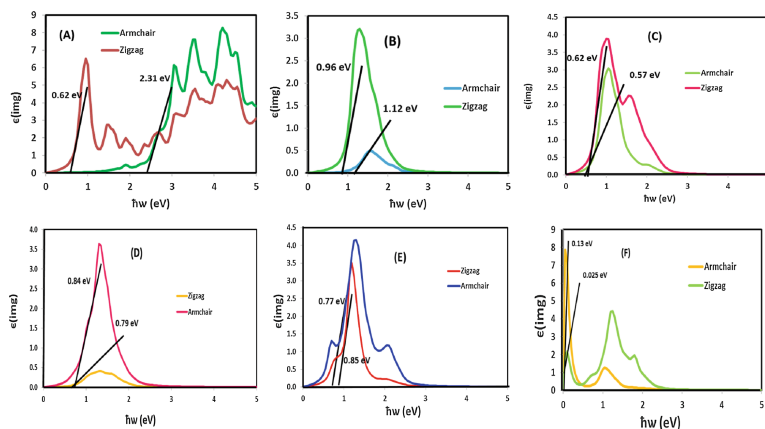 (A)
Armchair
Zigzag
0.62 eV
2.31 eV
ε(img)
9
8
7
6
5
4
3
2
1
0
0 1 2 3 4 5
ħw (eV)
(B)
0.96 eV
1.12 eV
Armchair
Zigzag
ε(img)
3.5
3.0
2.5
2.0
1.5
1.0
0.5
0.0
0 1 2 3 4 5
ħw (eV)
(C)
0.62 eV
0.57 eV
Armchair
Zigzag
ε(img)
4.5
4.0
3.5
3.0
2.5
2.0
1.5
1.0
0.5
0.0
0 1 2 3 4
ħw (eV)
(D)
0.84 eV
0.79 eV
Zigzag
Armchair
ε(img)
4.0
3.5
3.0
2.5
2.0
1.5
1.0
0.5
0.0
0 1 2 3 4 5
ħw (eV)
(E)
0.77 eV
0.85 eV
Zigzag
Armchair
ε(img)
4.5
4.0
3.5
3.0
2.5
2.0
1.5
1.0
0.5
0.0
0 1 2 3 4 5
ħw (eV)
(F)
0.13 eV
0.025 eV
Armchair
Zigzag
ε(img)
9
8
7
6
5
4
3
2
1
0
0 1 2 3 4 5
ħw (eV)